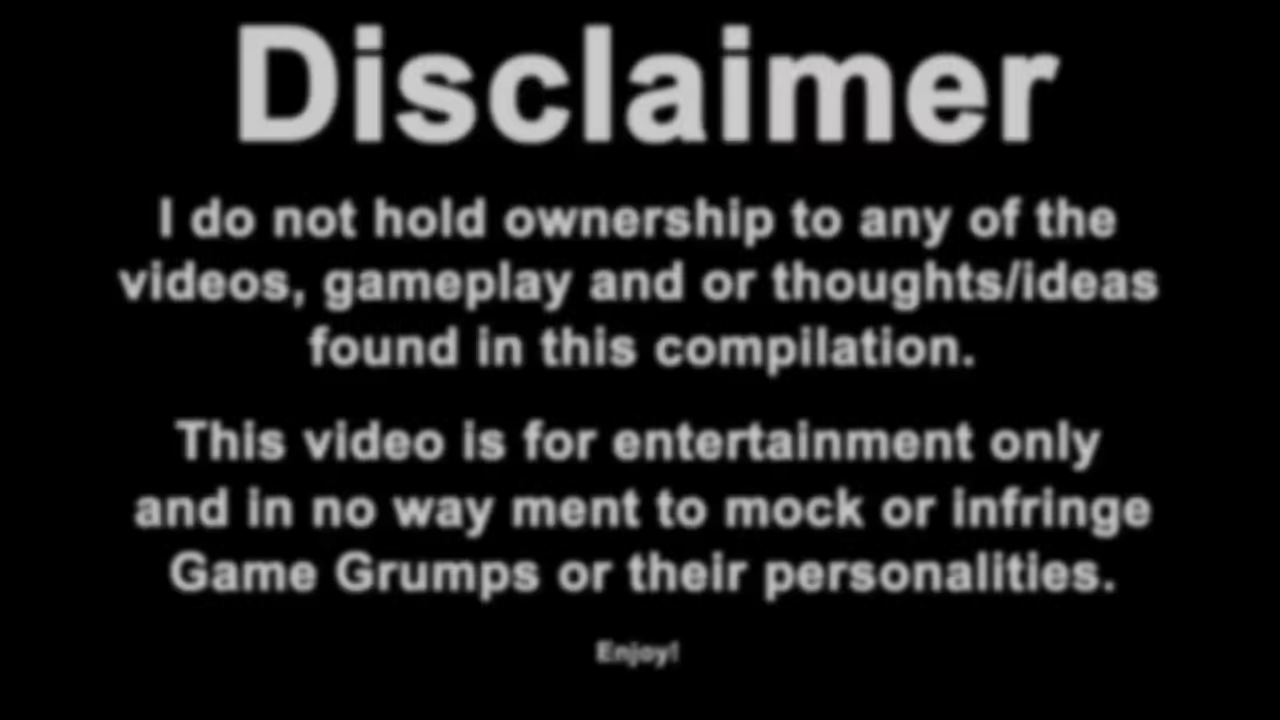 Disclaimer
I do not hold ownership to any of the
videos, gameplay and or thoughts/ideas
found in this compilation.
This video is for entertainment only
and in no way ment to mock or infringe
Game Grumps or their personalities.
Enjoy!